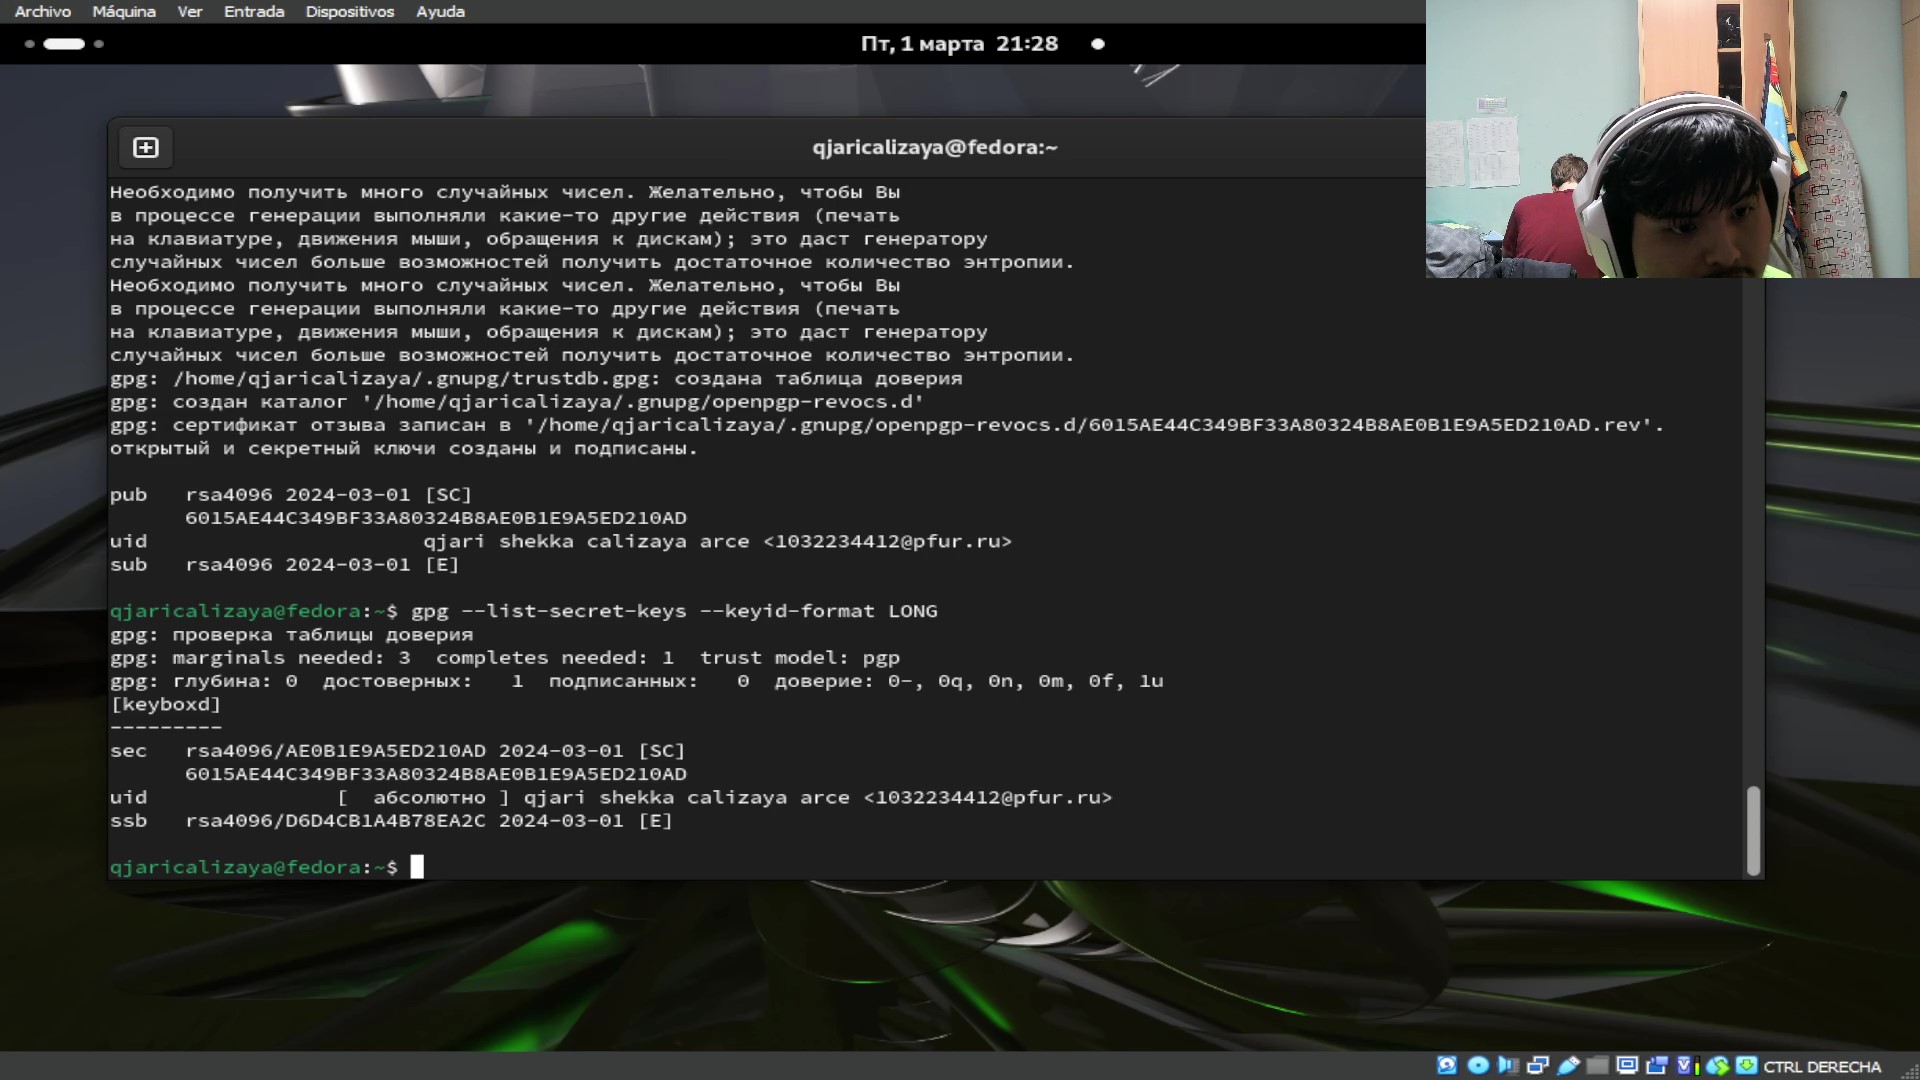 Archivo Máquina Ver Entrada Dispositivos Ayuda
Пт, 1 марта 21:28
qjaricalizaya@fedora:~
Необходимо получить много случайных чисел. Желательно, чтобы Вы
в процессе генерации выполняли какие-то другие действия (печать
на клавиатуре, движения мыши, обращения к дискам); это даст генератору
случайных чисел больше возможностей получить достаточное количество энтропии.
Необходимо получить много случайных чисел. Желательно, чтобы Вы
в процессе генерации выполняли какие-то другие действия (печать
на клавиатуре, движения мыши, обращения к дискам); это даст генератору
случайных чисел больше возможностей получить достаточное количество энтропии.
gpg: /home/qjaricalizaya/.gnupg/trustdb.gpg: создана таблица доверия
gpg: создан каталог '/home/qjaricalizaya/.gnupg/openpgp-revocs.d'
gpg: сертификат отзыва записан в '/home/qjaricalizaya/.gnupg/openpgp-revocs.d/6015AE44C349BF33A80324B8AE0B1E9A5ED210AD.rev'.
открытый и секретный ключи созданы и подписаны.
pub rsa4096 2024-03-01 [SC]
6015AE44C349BF33A80324B8AE0B1E9A5ED210AD
uid qjari shekka calizaya arce <1032234412@pfur.ru>
sub rsa4096 2024-03-01 [E]
qjaricalizaya@fedora:~$ gpg --list-secret-keys --keyid-format LONG
gpg: проверка таблицы доверия
gpg: marginals needed: 3 completes needed: 1 trust model: pgp
gpg: глубина: 0 достоверных: 1 подписанных: 0 доверие: 0-, 0q, 0n, 0m, 0f, 1u
[keyboxd]
---------
sec rsa4096/AE0B1E9A5ED210AD 2024-03-01 [SC]
6015AE44C349BF33A80324B8AE0B1E9A5ED210AD
uid [ абсолютно ] qjari shekka calizaya arce <1032234412@pfur.ru>
ssb rsa4096/D6D4CB1A4B78EA2C 2024-03-01 [E]
qjaricalizaya@fedora:~$
CTRL DERECHA